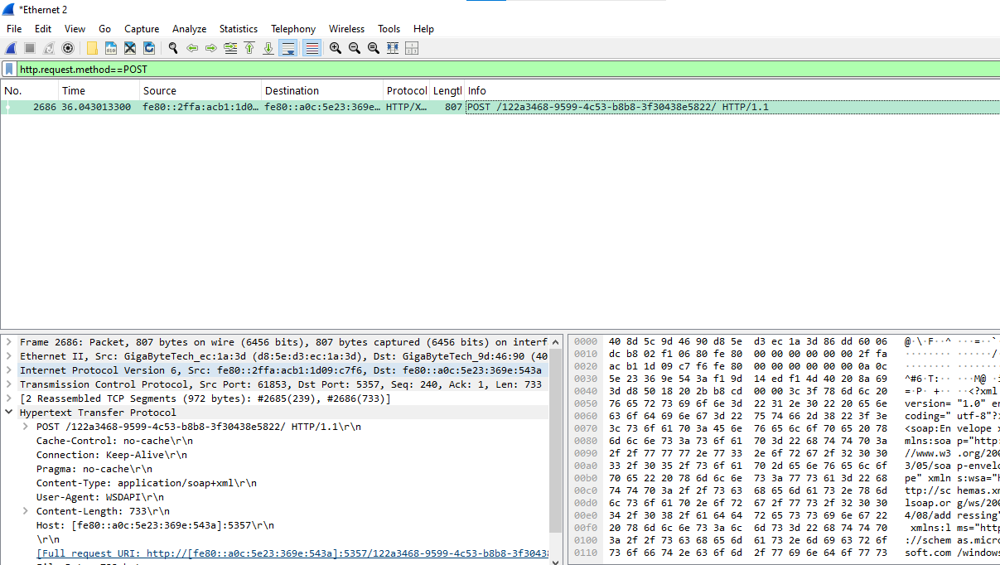 *Ethernet 2
File Edit View Go Capture Analyze Statistics Telephony Wireless Tools Help
http.request.method==POST
No. Time Source Destination Protocol Lengtl Info
2686 36.043013300 fe80::2ffa:acb1:1d0… fe80::a0c:5e23:369e… HTTP/X… 807 POST /122a3468-9599-4c53-b8b8-3f30438e5822/ HTTP/1.1
Frame 2686: Packet, 807 bytes on wire (6456 bits), 807 bytes captured (6456 bits) on interf
Ethernet II, Src: GigaByteTech_ec:1a:3d (d8:5e:d3:ec:1a:3d), Dst: GigaByteTech_9d:46:90 (40
Internet Protocol Version 6, Src: fe80::2ffa:acb1:1d09:c7f6, Dst: fe80::a0c:5e23:369e:543a
Transmission Control Protocol, Src Port: 61853, Dst Port: 5357, Seq: 240, Ack: 1, Len: 733
[2 Reassembled TCP Segments (972 bytes): #2685(239), #2686(733)]
Hypertext Transfer Protocol
POST /122a3468-9599-4c53-b8b8-3f30438e5822/ HTTP/1.1\r\n
Cache-Control: no-cache\r\n
Connection: Keep-Alive\r\n
Pragma: no-cache\r\n
Content-Type: application/soap+xml\r\n
User-Agent: WSDAPI\r\n
Content-Length: 733\r\n
Host: [fe80::a0c:5e23:369e:543a]:5357\r\n
\r\n
[Full request URI: http://[fe80::a0c:5e23:369e:543a]:5357/122a3468-9599-4c53-b8b8-3f3043
0000 40 8d 5c 9d 46 90 d8 5e d3 ec 1a 3d 86 dd 60 06 @·\·F··^ ···=··`
0010 dc b8 02 f1 06 80 fe 80 00 00 00 00 00 00 2f fa ········ ······/
0020 ac b1 1d 09 c7 f6 fe 80 00 00 00 00 00 00 0a 0c ········ ········
0030 5e 23 36 9e 54 3a f1 9d 14 ed f1 4d 40 20 8a 69 ^#6·T:·· ···M@ ·i
0040 3d d8 50 18 20 2b b8 cd 00 00 3c 3f 78 6d 6c 20 =·P· +·· ··<?xml
0050 76 65 72 73 69 6f 6e 3d 22 31 2e 30 22 20 65 6e version= "1.0" en
0060 63 6f 64 69 6e 67 3d 22 75 74 66 2d 38 22 3f 3e coding=" utf-8"?>
0070 3c 73 6f 61 70 3a 45 6e 76 65 6c 6f 70 65 20 78 <soap:En velope x
0080 6d 6c 6e 73 3a 73 6f 61 70 3d 22 68 74 74 70 3a mlns:soa p="http:
0090 2f 2f 77 77 77 2e 77 33 2e 6f 72 67 2f 32 30 30 //www.w3 .org/200
00a0 33 2f 30 35 2f 73 6f 61 70 2d 65 6e 76 65 6c 6f 3/05/soa p-envelo
00b0 70 65 22 20 78 6d 6c 6e 73 3a 77 73 61 3d 22 68 pe" xmln s:wsa="h
00c0 74 74 70 3a 2f 2f 73 63 68 65 6d 61 73 2e 78 6d ttp://sc hemas.xm
00d0 6c 73 6f 61 70 2e 6f 72 67 2f 77 73 2f 32 30 30 lsoap.or g/ws/200
00e0 34 2f 30 38 2f 61 64 64 72 65 73 73 69 6e 67 22 4/08/add ressing"
00f0 20 78 6d 6c 6e 73 3a 6c 6d 73 3d 22 68 74 74 70 xmlns:l ms="http
0100 3a 2f 2f 73 63 68 65 6d 61 73 2e 6d 69 63 72 6f ://schem as.micro
0110 73 6f 66 74 2e 63 6f 6d 2f 77 69 6e 64 6f 77 73 soft.com /windows